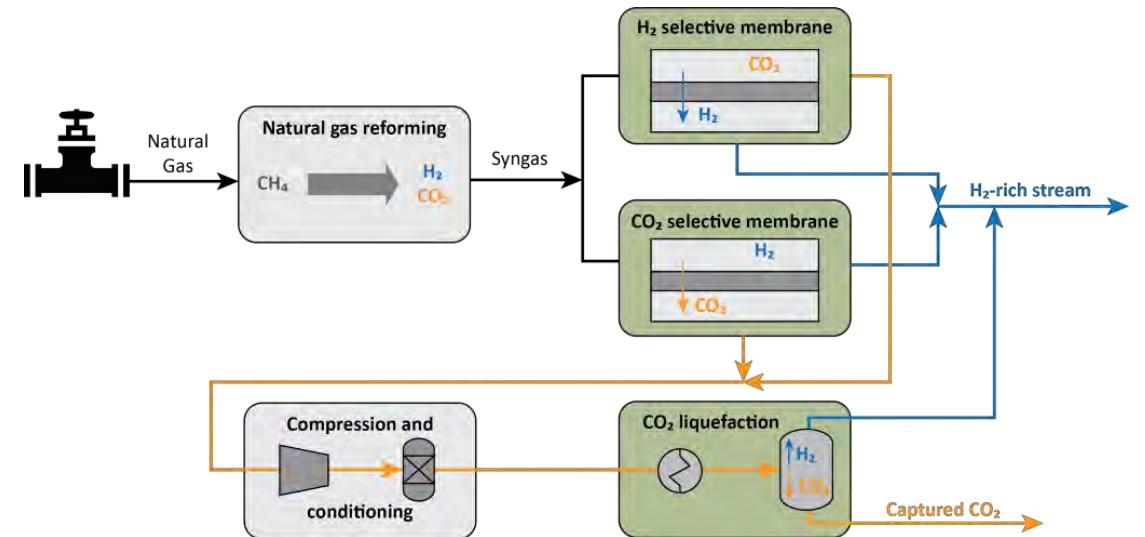 H₂ selective membrane
CO₂
H₂
Natural
Gas
Natural gas reforming
CH₄
H₂
CO₂
Syngas
H₂-rich stream
CO₂ selective membrane
H₂
CO₂
Compression and
conditioning
CO₂ liquefaction
H₂
CO₂
Captured CO₂